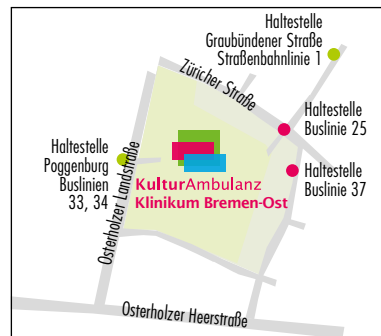 Haltestelle
Graubündener Straße
Straßenbahnlinie 1
Züricher Straße
Haltestelle
Buslinie 25
Haltestelle
Poggenburg
Buslinien
33, 34
Haltestelle
Buslinie 37
KulturAmbulanz
Klinikum Bremen-Ost
Osterholzer Landstraße
Osterholzer Heerstraße